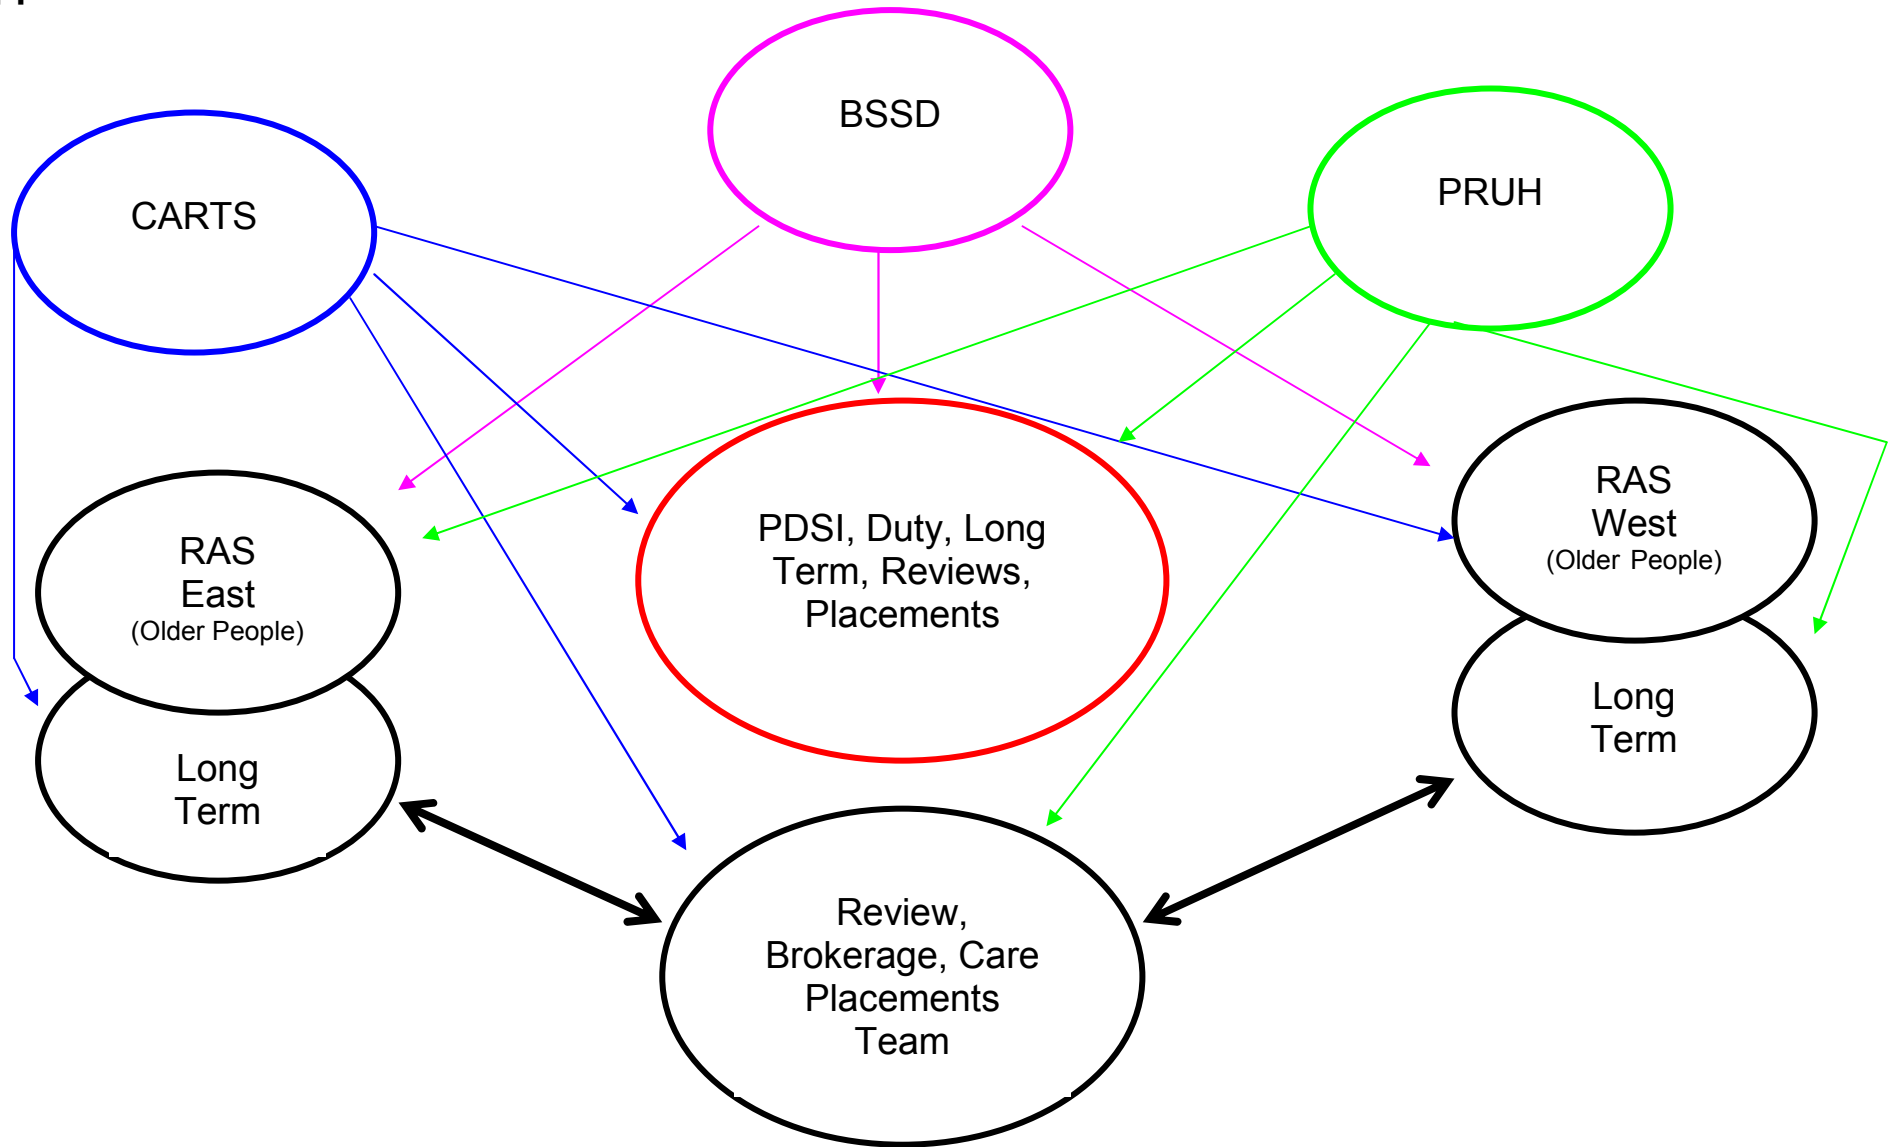 BSSD
PRUH
CARTS
RAS
West
(Older People)
PDSI, Duty, Long
Term, Reviews,
Placements
RAS
East
(Older People)
Long
Term
Long
Term
Review,
Brokerage, Care
Placements
Team